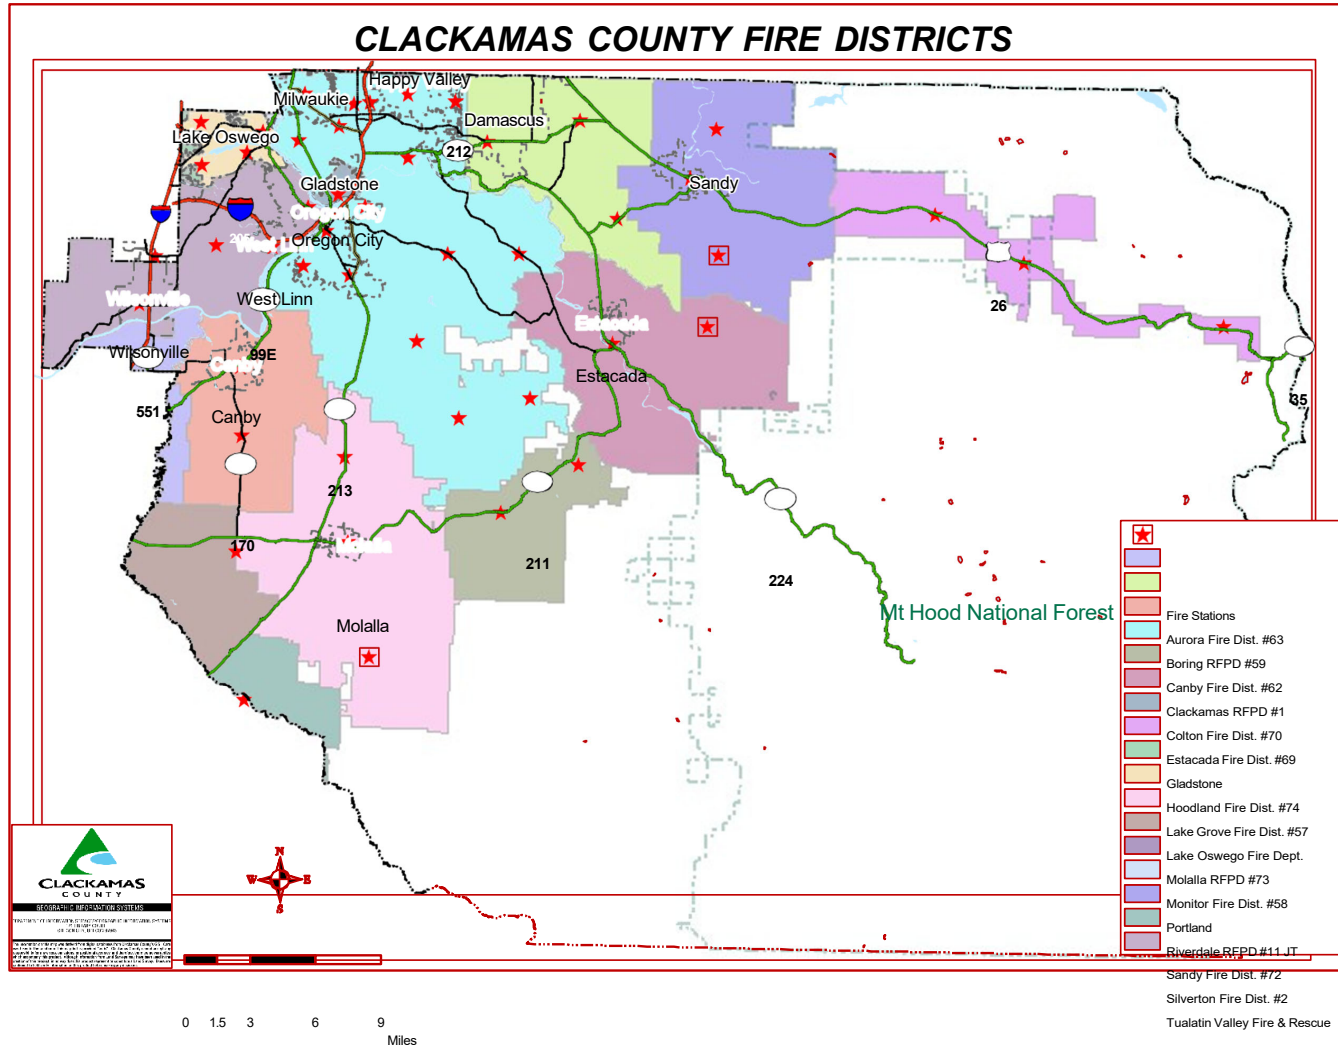 CLACKAMAS COUNTY FIRE DISTRICTS
Happy Valley
Milwaukie
Damascus
Lake Oswego
212
Gladstone
Sandy
Oregon City
205
West Linn
Oregon City
Wilsonville
West Linn
26
Estacada
Wilsonville
99E
Canby
Estacada
35
551
Canby
213
170
Molalla
211
224
Mt Hood National Forest
Molalla
Fire Stations
Aurora Fire Dist. #63
Boring RFPD #59
Canby Fire Dist. #62
Clackamas RFPD #1
Colton Fire Dist. #70
Estacada Fire Dist. #69
Gladstone
Hoodland Fire Dist. #74
Lake Grove Fire Dist. #57
Lake Oswego Fire Dept.
Molalla RFPD #73
Monitor Fire Dist. #58
Portland
Riverdale RFPD #11 JT
Sandy Fire Dist. #72
Silverton Fire Dist. #2
Tualatin Valley Fire & Rescue
CLACKAMAS
COUNTY
GEOGRAPHIC INFORMATION SYSTEMS
N
W E
S
0 1.5 3 6 9
Miles